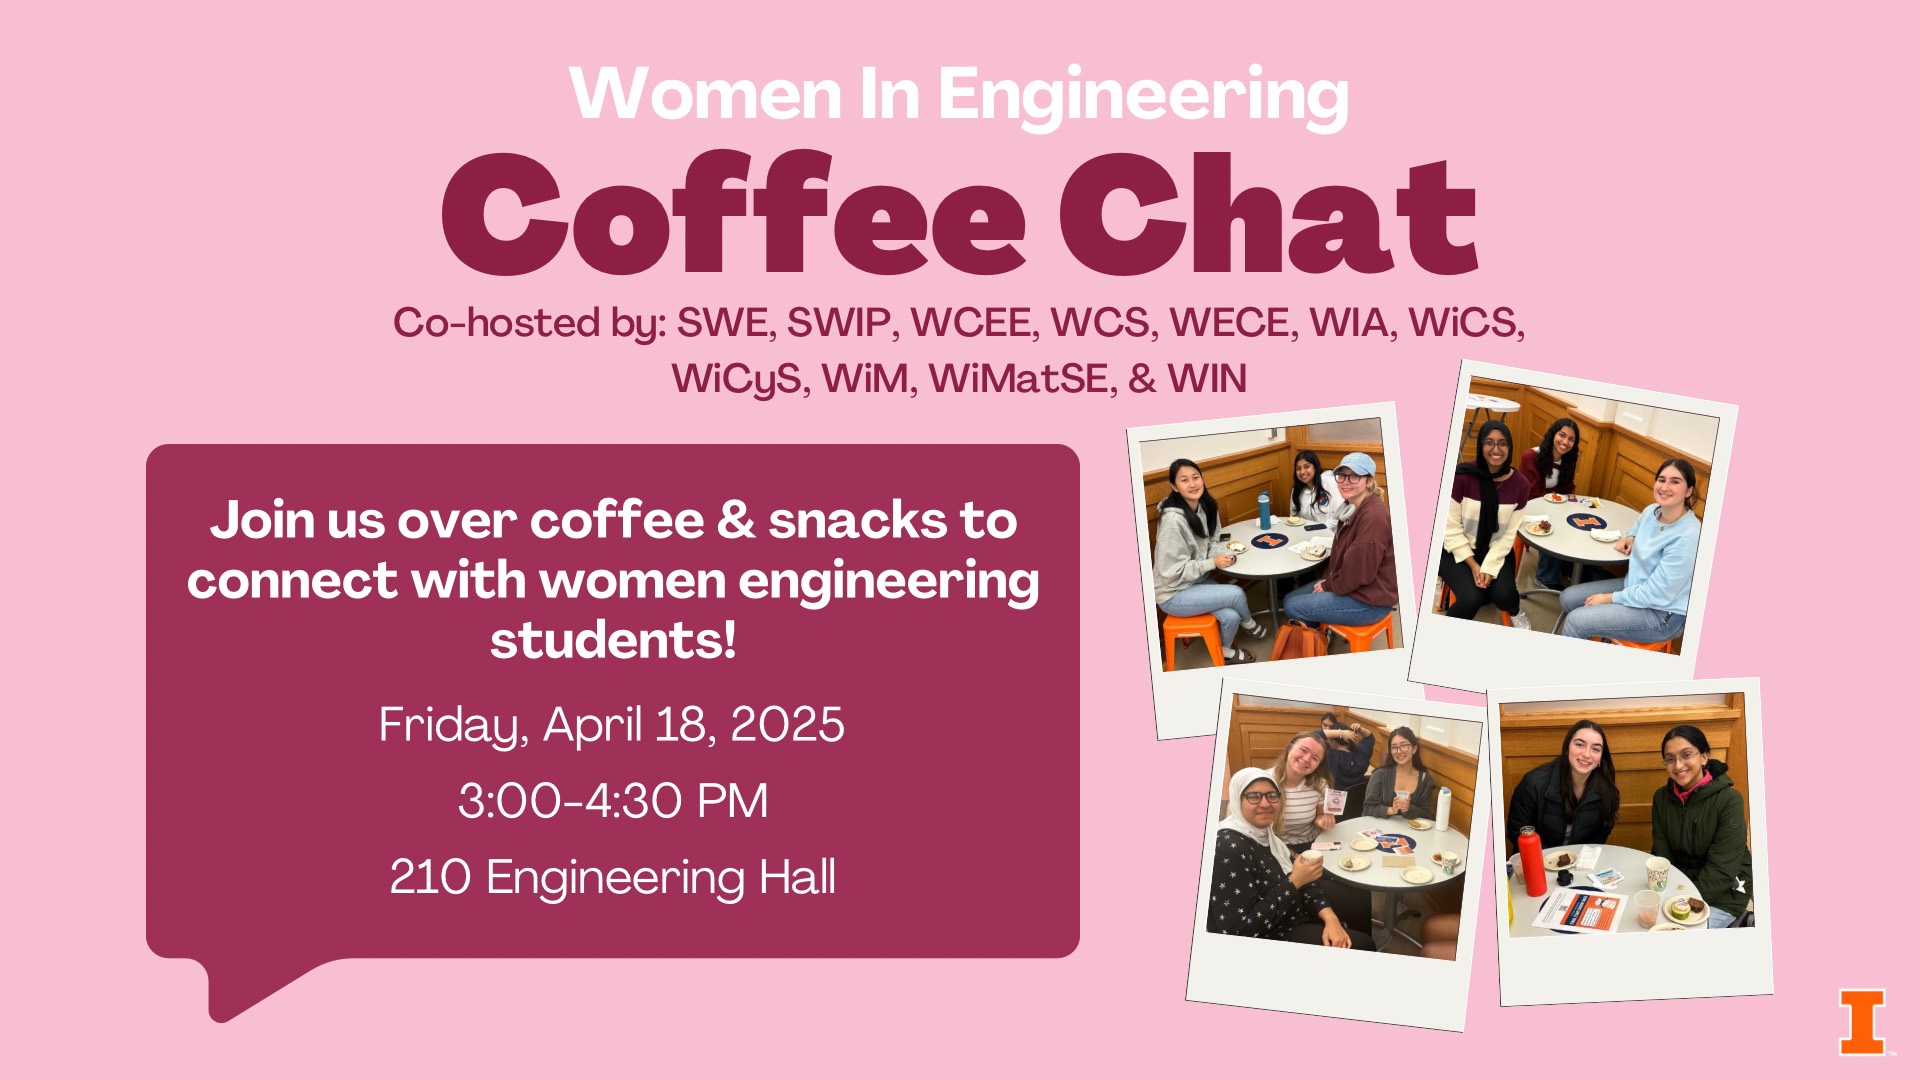 Women In Engineering
Coffee Chat
Co-hosted by: SWE, SWIP, WCEE, WCS, WECE, WIA, WiCS,
WiCyS, WiM, WiMatSE, & WIN
Join us over coffee & snacks to
connect with women engineering
students!
Friday, April 18, 2025
3:00-4:30 PM
210 Engineering Hall
I
TM